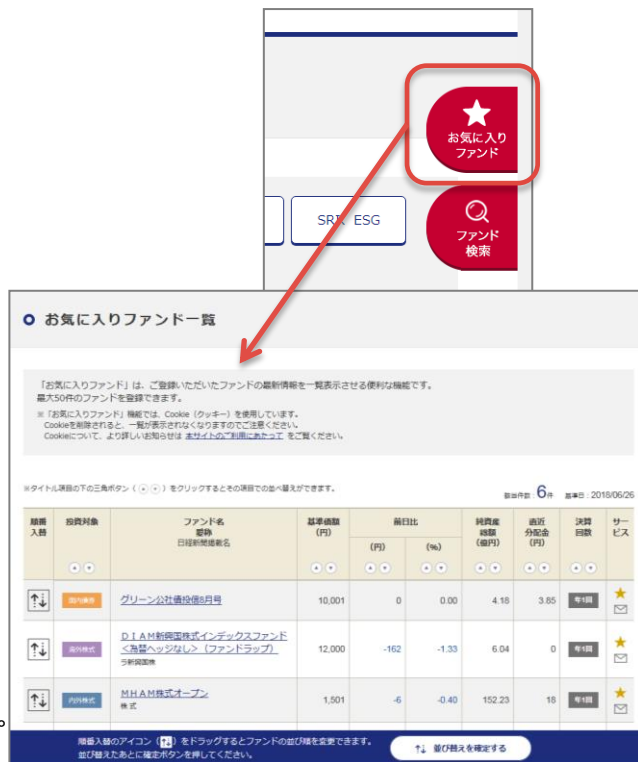 お気に入り
ファンド
SRI ESG
ファンド
検索
お気に入りファンド一覧
「お気に入りファンド」は、ご登録いただいたファンドの最新情報を一覧表示させる便利な機能です。
最大50件のファンドを登録できます。
※「お気に入りファンド」機能では、Cookie（クッキー）を使用しています。
Cookieを削除されると、一覧が表示されなくなりますのでご注意ください。
Cookieについて、より詳しいお知らせは 本サイトのご利用にあたって をご覧ください。
※タイトル項目の下の三角ボタン（▲▼）をクリックするとその項目での並べ替えができます。
該当件数：6件 基準日：2018/06/26
順番入替 投資対象 ファンド名 愛称 日経新聞掲載名 基準価額（円） 前日比 （円） （%） 純資産総額（億円） 直近分配金（円） 決算回数 サービス
国内債券 グリーン公社債投信8月号 10,001 0 0.00 4.18 3.85 年1回
海外株式 ＤＩＡＭ新興国株式インデックスファンド 12,000 -162 -1.33 6.04 0 年1回
＜為替ヘッジなし＞（ファンドラップ）
ラ新興国株
内外株式 ＭＨＡＭ株式オープン 1,501 -6 -0.40 152.23 18 年1回
株式
。
順番入替のアイコン（↑↓）をドラッグするとファンドの並び順を変更できます。
並び替えたあとに確定ボタンを押してください。
↑↓ 並び替えを確定する